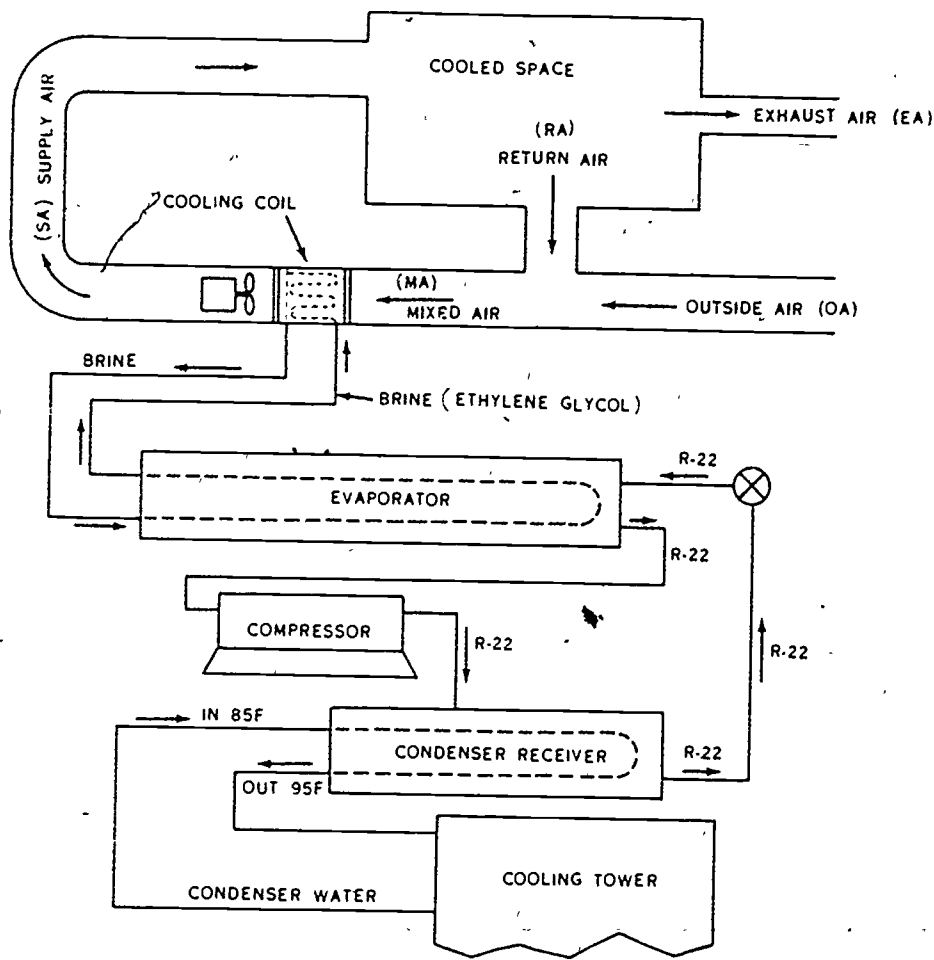 COOLED SPACE
EXHAUST AIR (EA)
(RA)
RETURN AIR
(SA) SUPPLY AIR
COOLING COIL
(MA)
MIXED AIR
OUTSIDE AIR (OA)
BRINE
BRINE (ETHYLENE GLYCOL)
R-22
EVAPORATOR
R-22
COMPRESSOR
R-22
R-22
IN 85F
CONDENSER RECEIVER
R-22
OUT 95F
COOLING TOWER
CONDENSER WATER